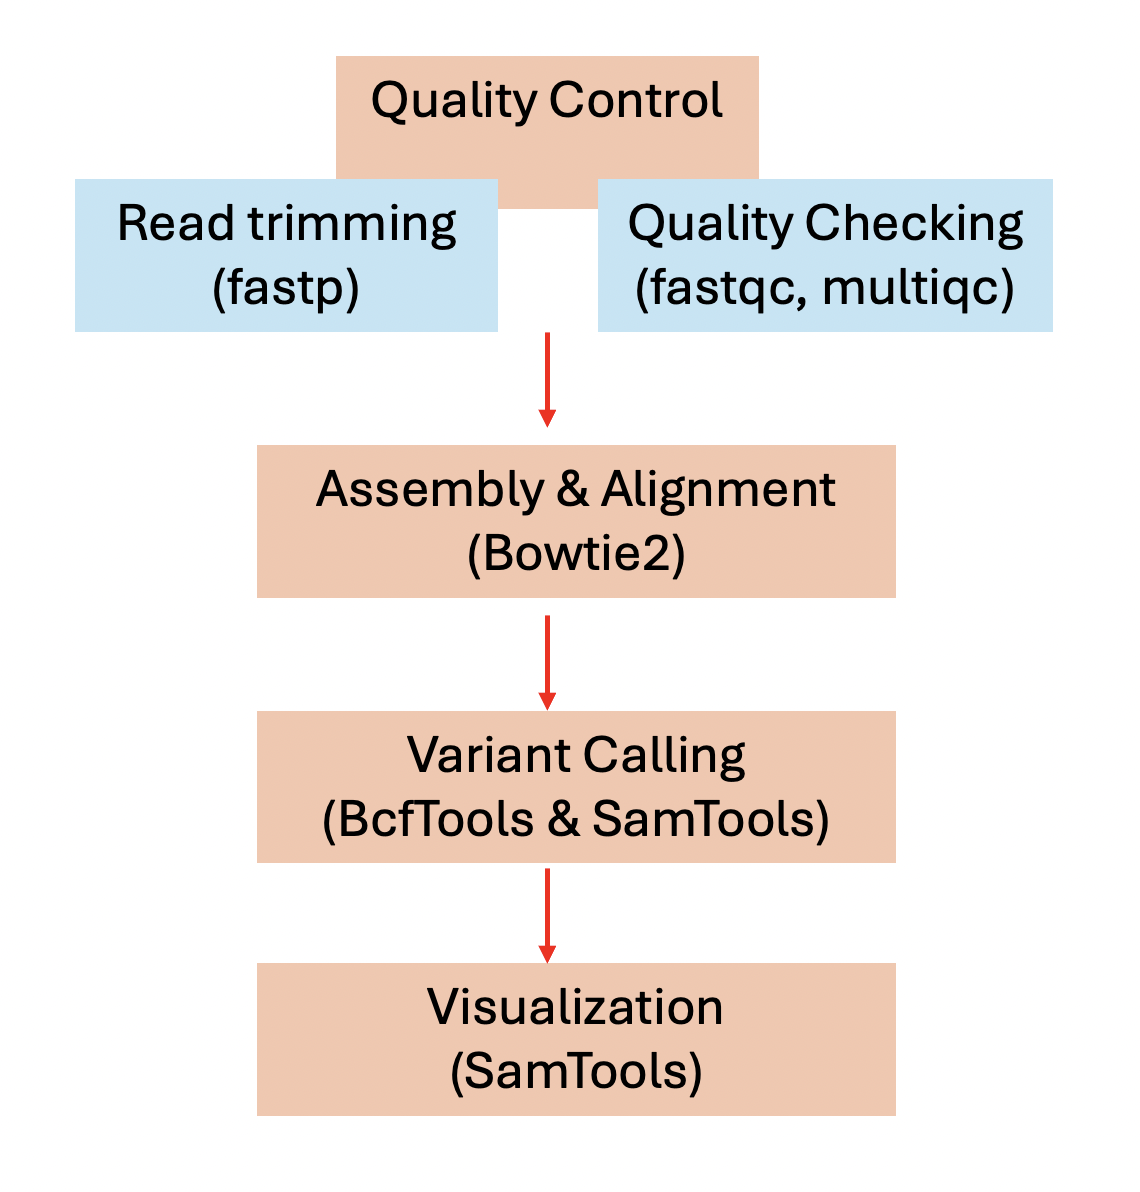 Quality Control
Read trimming
(fastp)
Quality Checking
(fastqc, multiqc)
Assembly & Alignment
(Bowtie2)
Variant Calling
(BcfTools & SamTools)
Visualization
(SamTools)